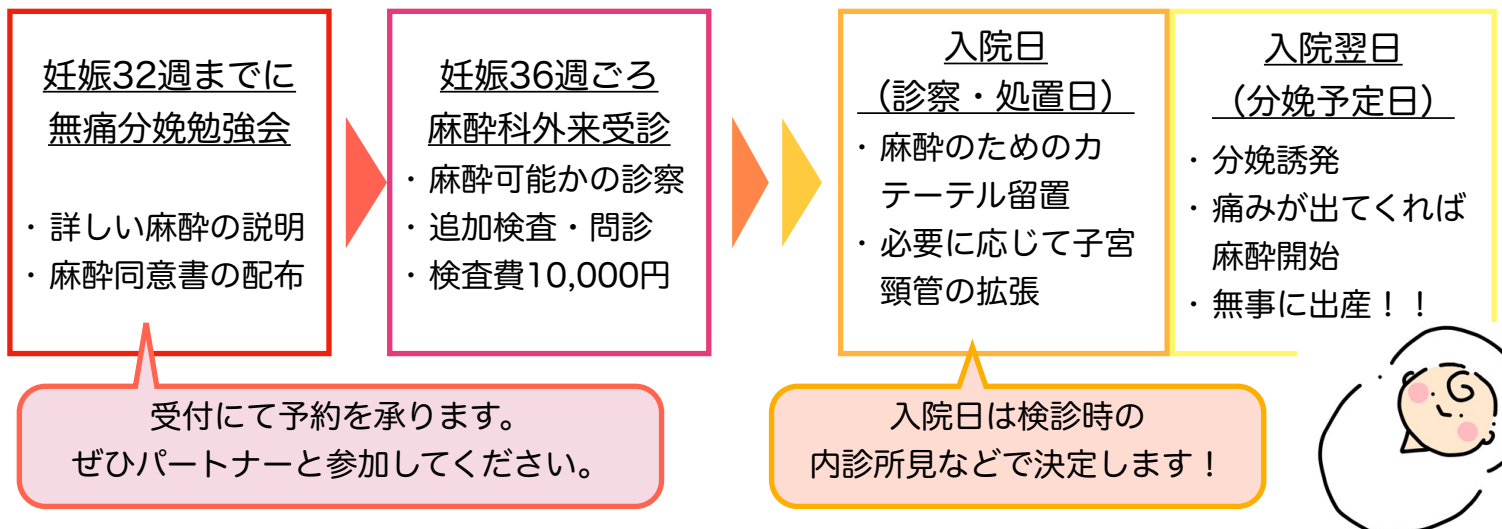 妊娠32週までに
無痛分娩勉強会
・詳しい麻酔の説明
・麻酔同意書の配布
妊娠36週ごろ
麻酔科外来受診
・麻酔可能かの診察
・追加検査・問診
・検査費10,000円
入院日
（診察・処置日）
・麻酔のためのカ
テーテル留置
・必要に応じて子宮
頸管の拡張
入院翌日
（分娩予定日）
・分娩誘発
・痛みが出てくれば
麻酔開始
・無事に出産！！
受付にて予約を承ります。
ぜひパートナーと参加してください。
入院日は検診時の
内診所見などで決定します！